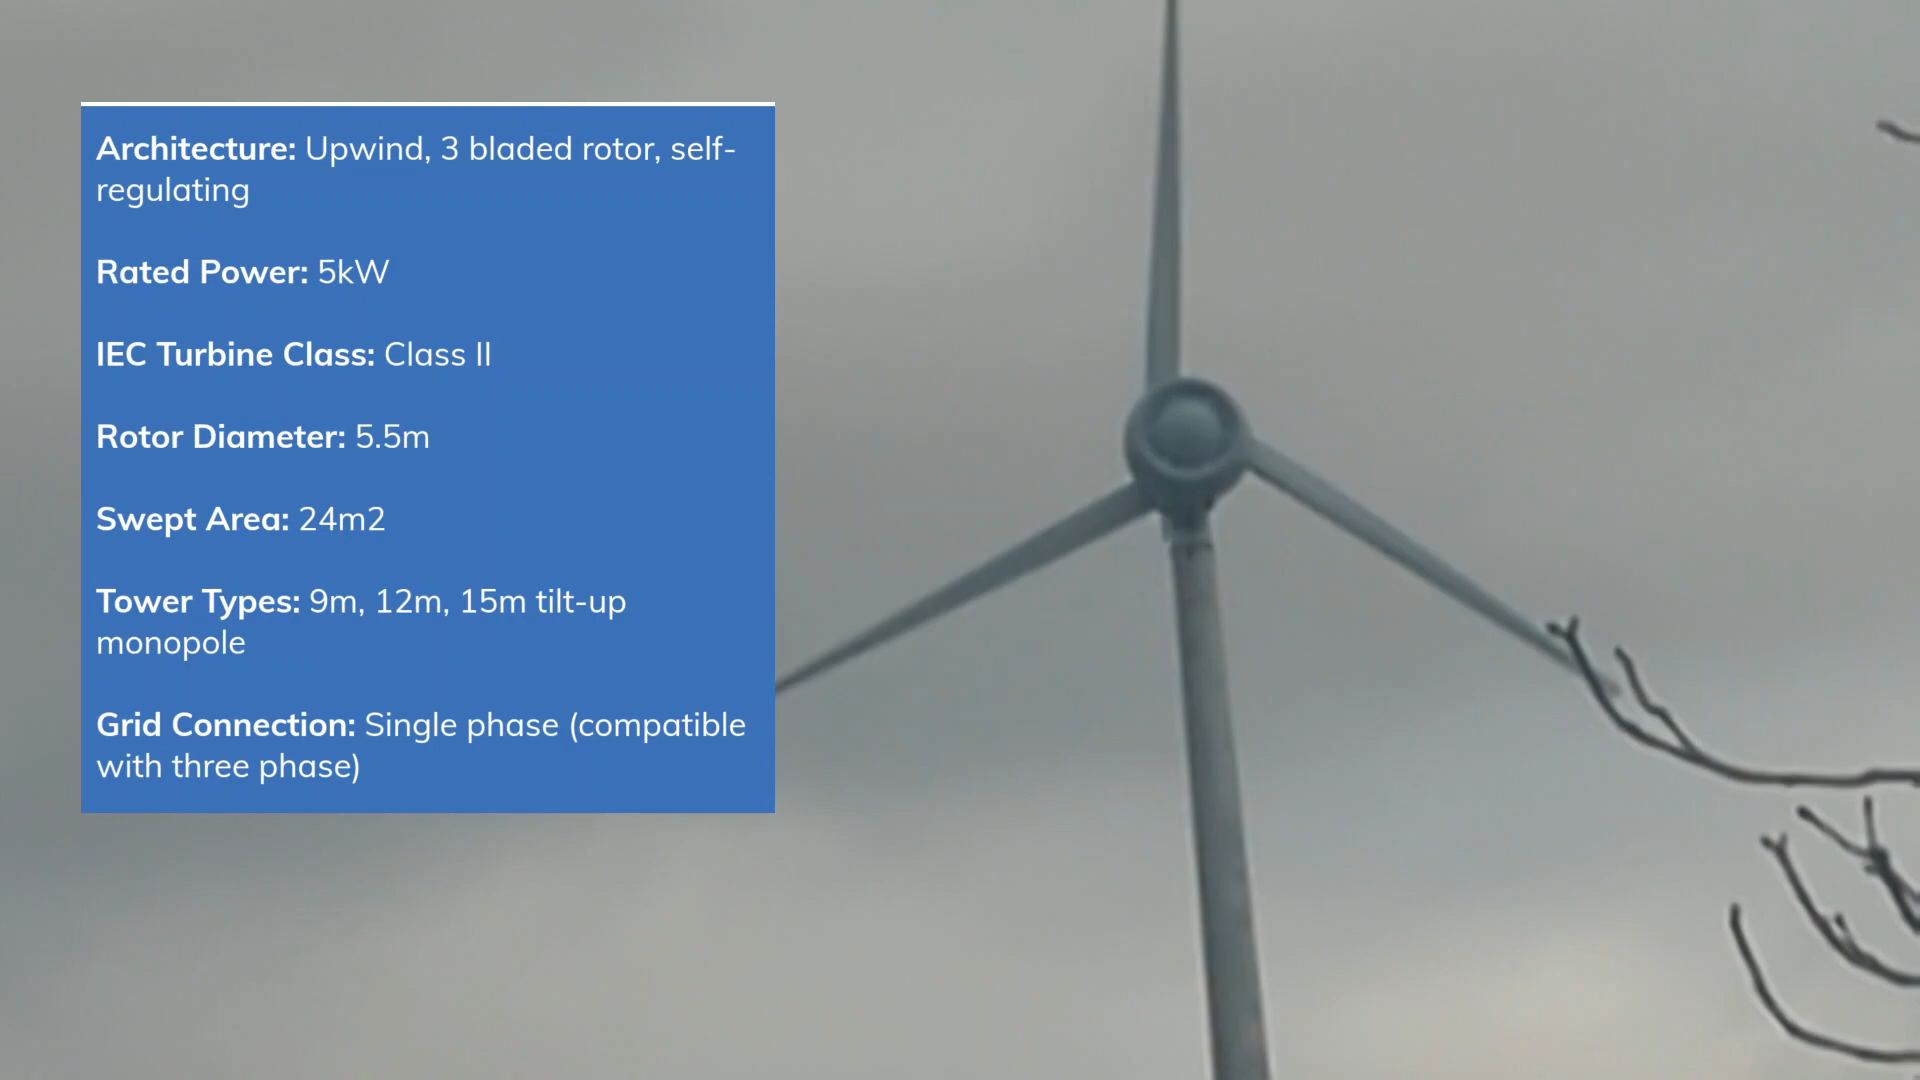 Architecture: Upwind, 3 bladed rotor, self-
regulating
Rated Power: 5kW
IEC Turbine Class: Class II
Rotor Diameter: 5.5m
Swept Area: 24m2
Tower Types: 9m, 12m, 15m tilt-up
monopole
Grid Connection: Single phase (compatible
with three phase)